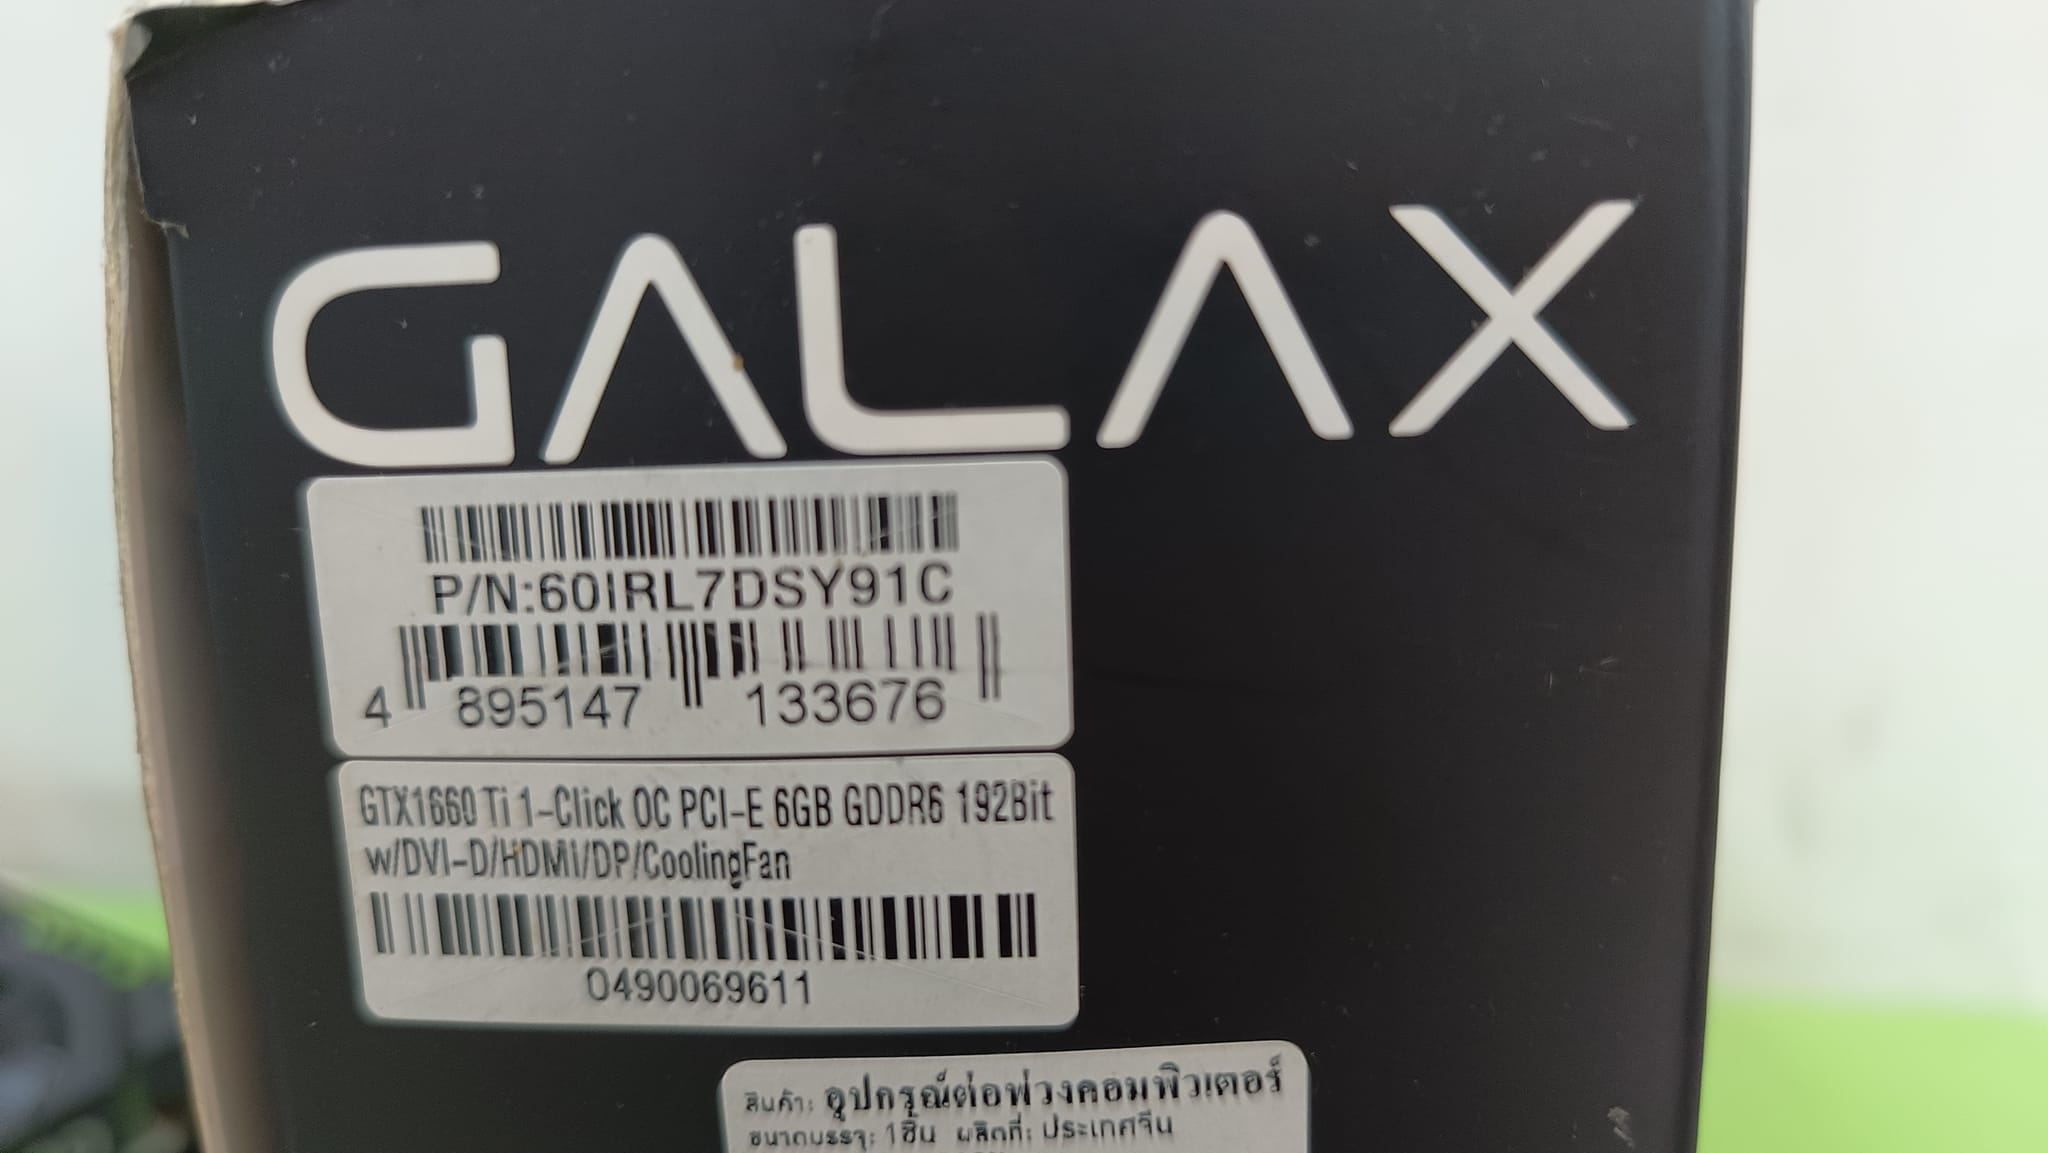 GALAX
P/N:60IRL7DSY91C
4 895147 133676
GTX1660 Ti 1-Click OC PCI-E 6GB GDDR6 192Bit
w/DVI-D/HDMI/DP/CoolingFan
0490069611
สินค้า: อุปกรณ์ต่อพ่วงคอมพิวเตอร์
ขนาดบรรจุ: 1ชิ้น ผลิตที่: ประเทศจีน